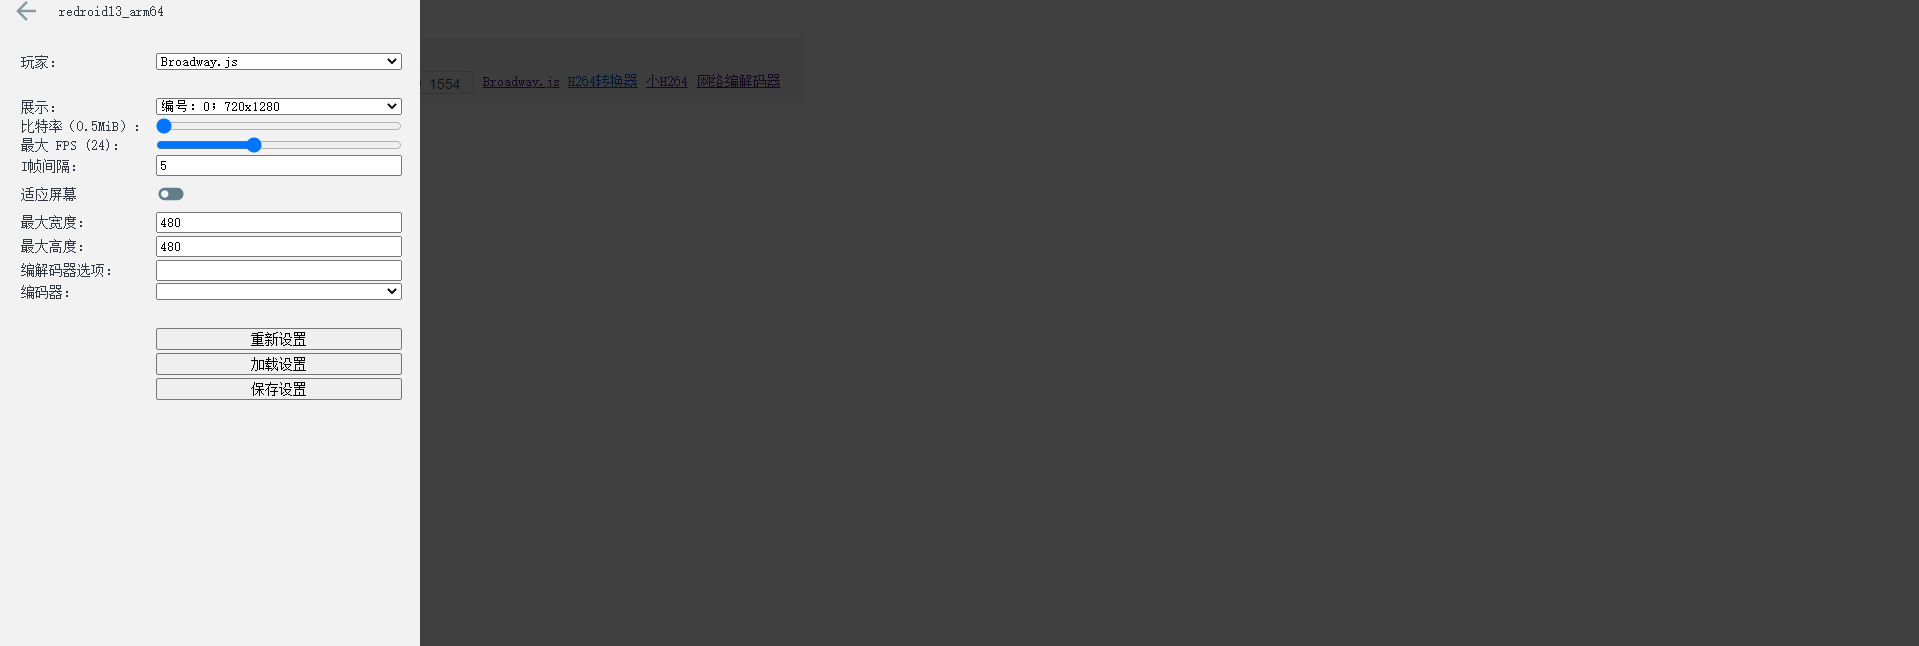 redroid13_arm64
玩家:
Broadway.js
1554
Broadway.js H264转换器 小H264 网络编解码器
展示:
编号: 0; 720x1280
比特率（0.5MiB）:
最大 FPS (24):
I帧间隔:
5
适应屏幕
最大宽度:
480
最大高度:
480
编解码器选项:
编码器:
重新设置
加载设置
保存设置